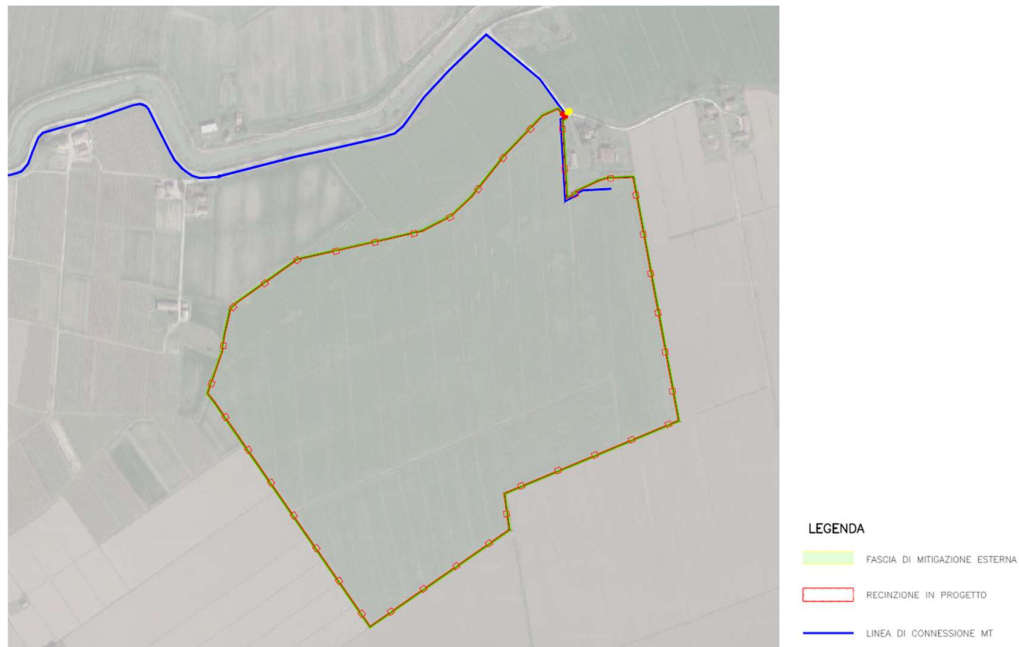 LEGENDA
FASCIA DI MITIGAZIONE ESTERNA
RECINZIONE IN PROGETTO
LINEA DI CONNESSIONE MT